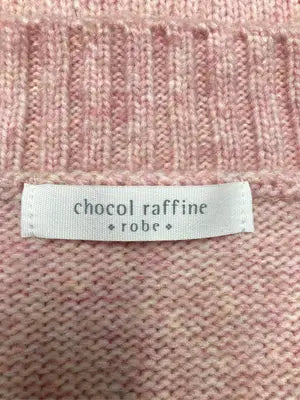 chocol raffine
❖ robe ❖